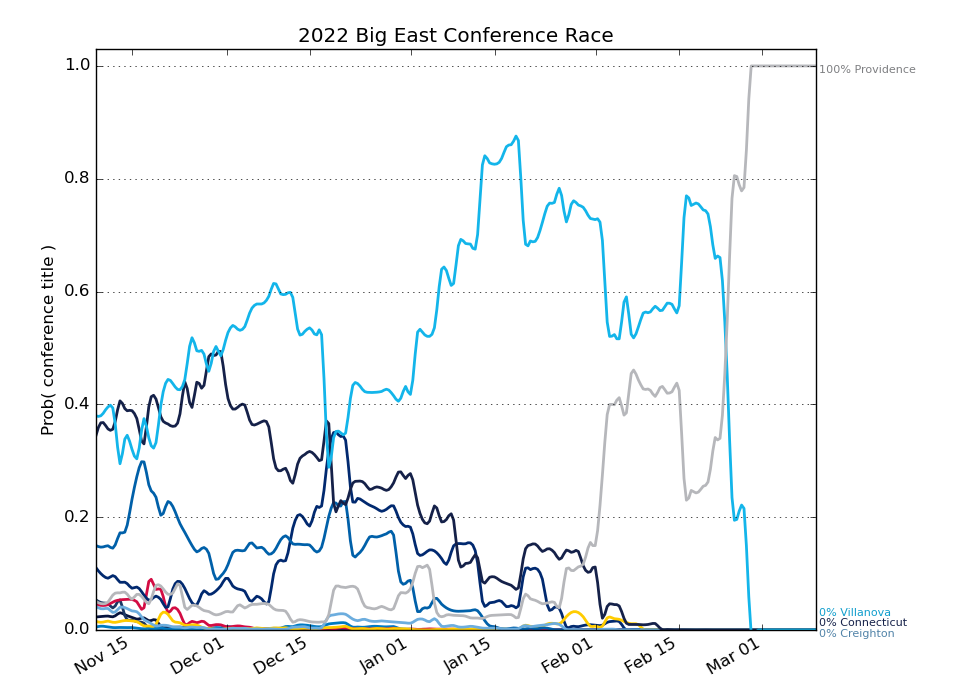 2022 Big East Conference Race
1.0
100% Providence
0.8
0.6
Prob( conference title )
0.4
0.2
0% Villanova
0% Connecticut
0.0
0% Creighton
Nov 15
Dec 01
Dec 15
Jan 01
Jan 15
Feb 01
Feb 15
Mar 01